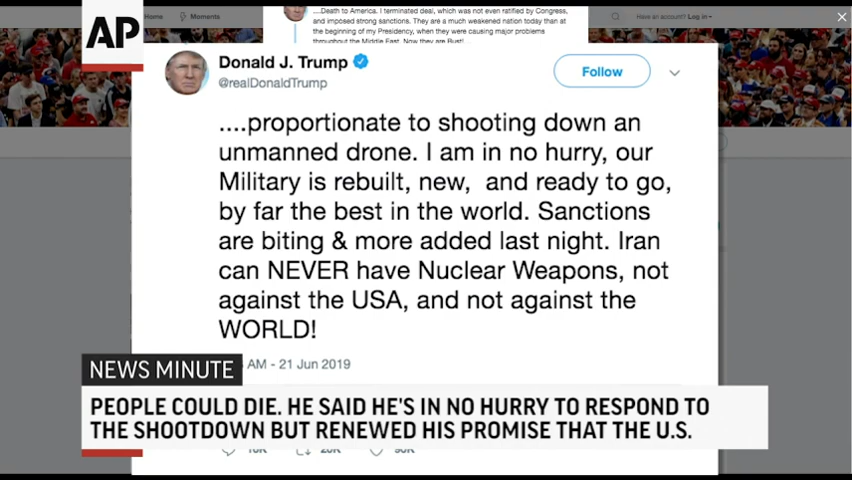 ....Death to America. I terminated deal, which was not even ratified by Congress,
and imposed strong sanctions. They are a much weakened nation today than at
the beginning of my Presidency, when they were causing major problems
throughout the Middle East. Now they are Bust!....
Home
Moments
Have an account? Log in
AP
Donald J. Trump
@realDonaldTrump
Follow
....proportionate to shooting down an
unmanned drone. I am in no hurry, our
Military is rebuilt, new, and ready to go,
by far the best in the world. Sanctions
are biting & more added last night. Iran
can NEVER have Nuclear Weapons, not
against the USA, and not against the
WORLD!
AM - 21 Jun 2019
NEWS MINUTE
PEOPLE COULD DIE. HE SAID HE'S IN NO HURRY TO RESPOND TO
THE SHOOTDOWN BUT RENEWED HIS PROMISE THAT THE U.S.